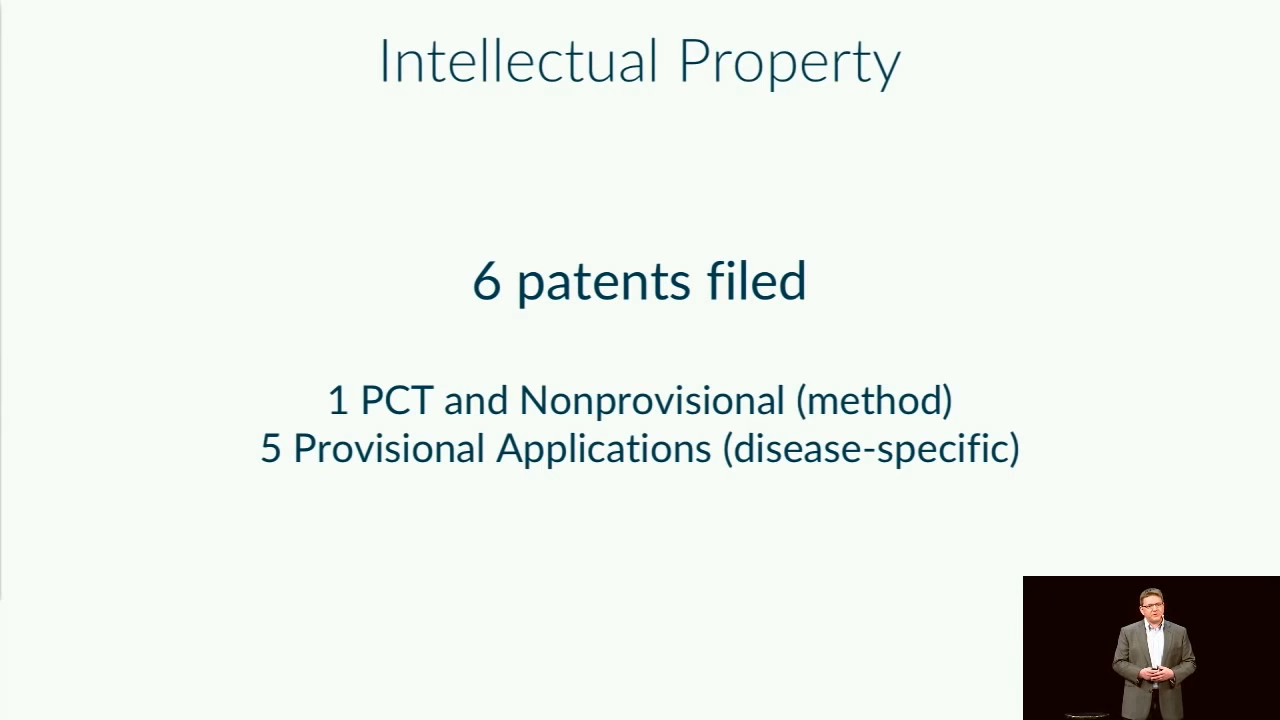 Intellectual Property
6 patents filed
1 PCT and Nonprovisional (method)
5 Provisional Applications (disease-specific)